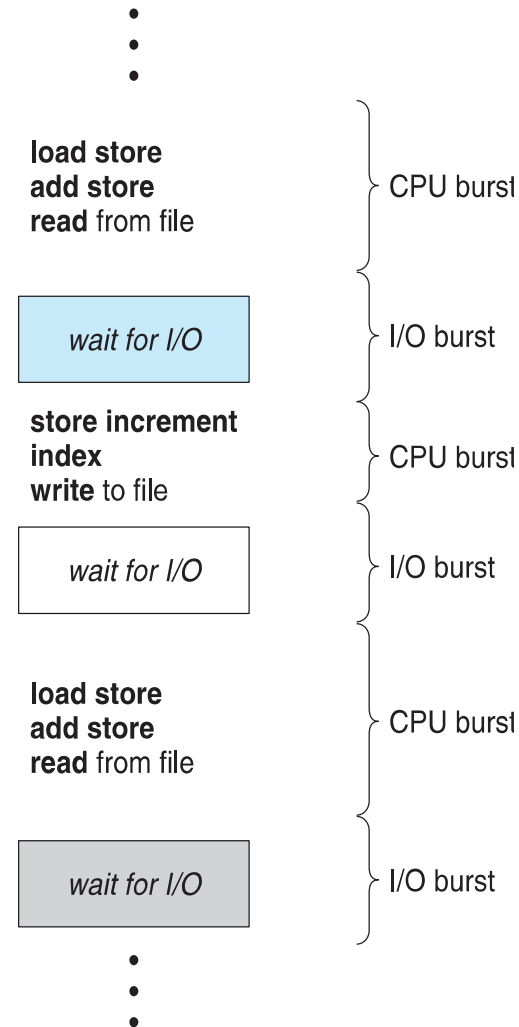 load store
add store
read from file
CPU burst
wait for I/O
I/O burst
store increment
index
write to file
CPU burst
wait for I/O
I/O burst
load store
add store
read from file
CPU burst
wait for I/O
I/O burst